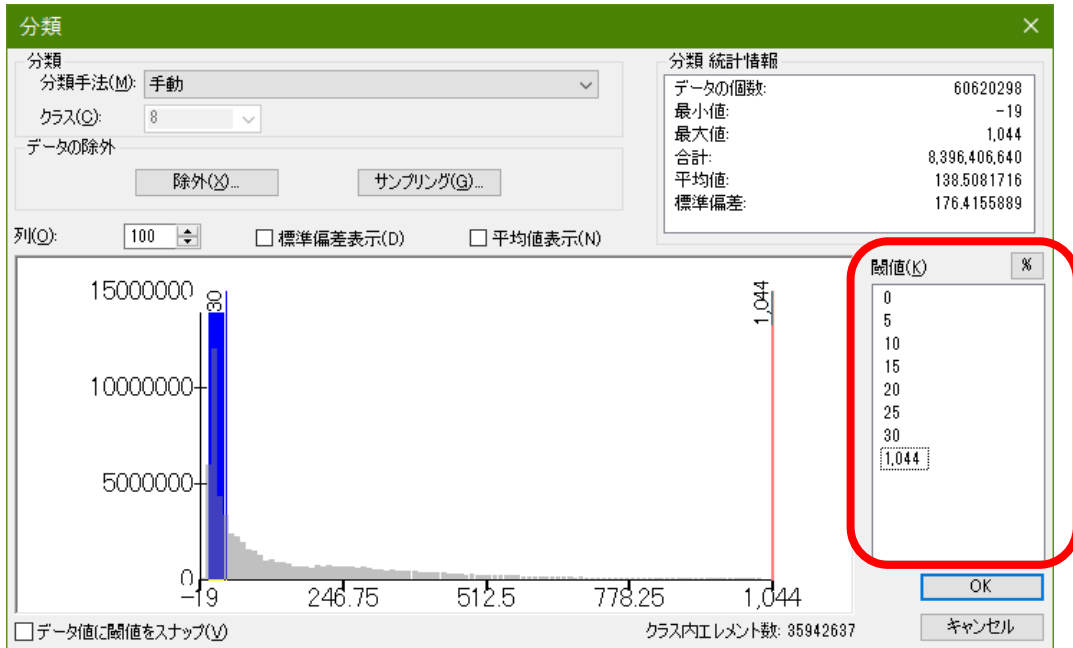 分類
分類
分類手法(M): 手動
クラス(C): 8
データの除外
除外(X)... サンプリング(G)...
分類 統計情報
データの個数: 60620298
最小値: -19
最大値: 1,044
合計: 8,396,406,640
平均値: 138.5081716
標準偏差: 176.4155889
列(O): 100 標準偏差表示(D) 平均値表示(N)
閾値(K) %
0
5
10
15
20
25
30
1,044
15000000
10000000
5000000
0
30
1,044
-19 246.75 512.5 778.25 1,044
データ値に閾値をスナップ(V)
クラス内エレメント数: 35942637
OK
キャンセル